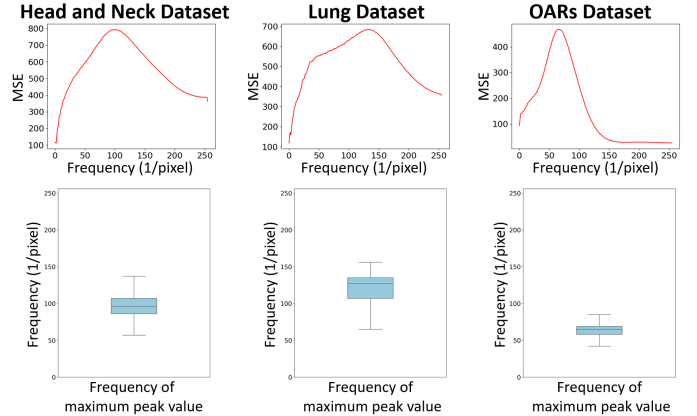 Head and Neck Dataset
MSE
800
700
600
500
400
300
200
100
0 50 100 150 200 250
Frequency (1/pixel)
Lung Dataset
MSE
700
600
500
400
300
200
100
0 50 100 150 200 250
Frequency (1/pixel)
OARs Dataset
MSE
400
300
200
100
0 50 100 150 200 250
Frequency (1/pixel)
Frequency (1/pixel)
250
200
150
100
50
0
Frequency of
maximum peak value
Frequency (1/pixel)
250
200
150
100
50
0
Frequency of
maximum peak value
Frequency (1/pixel)
250
200
150
100
50
0
Frequency of
maximum peak value